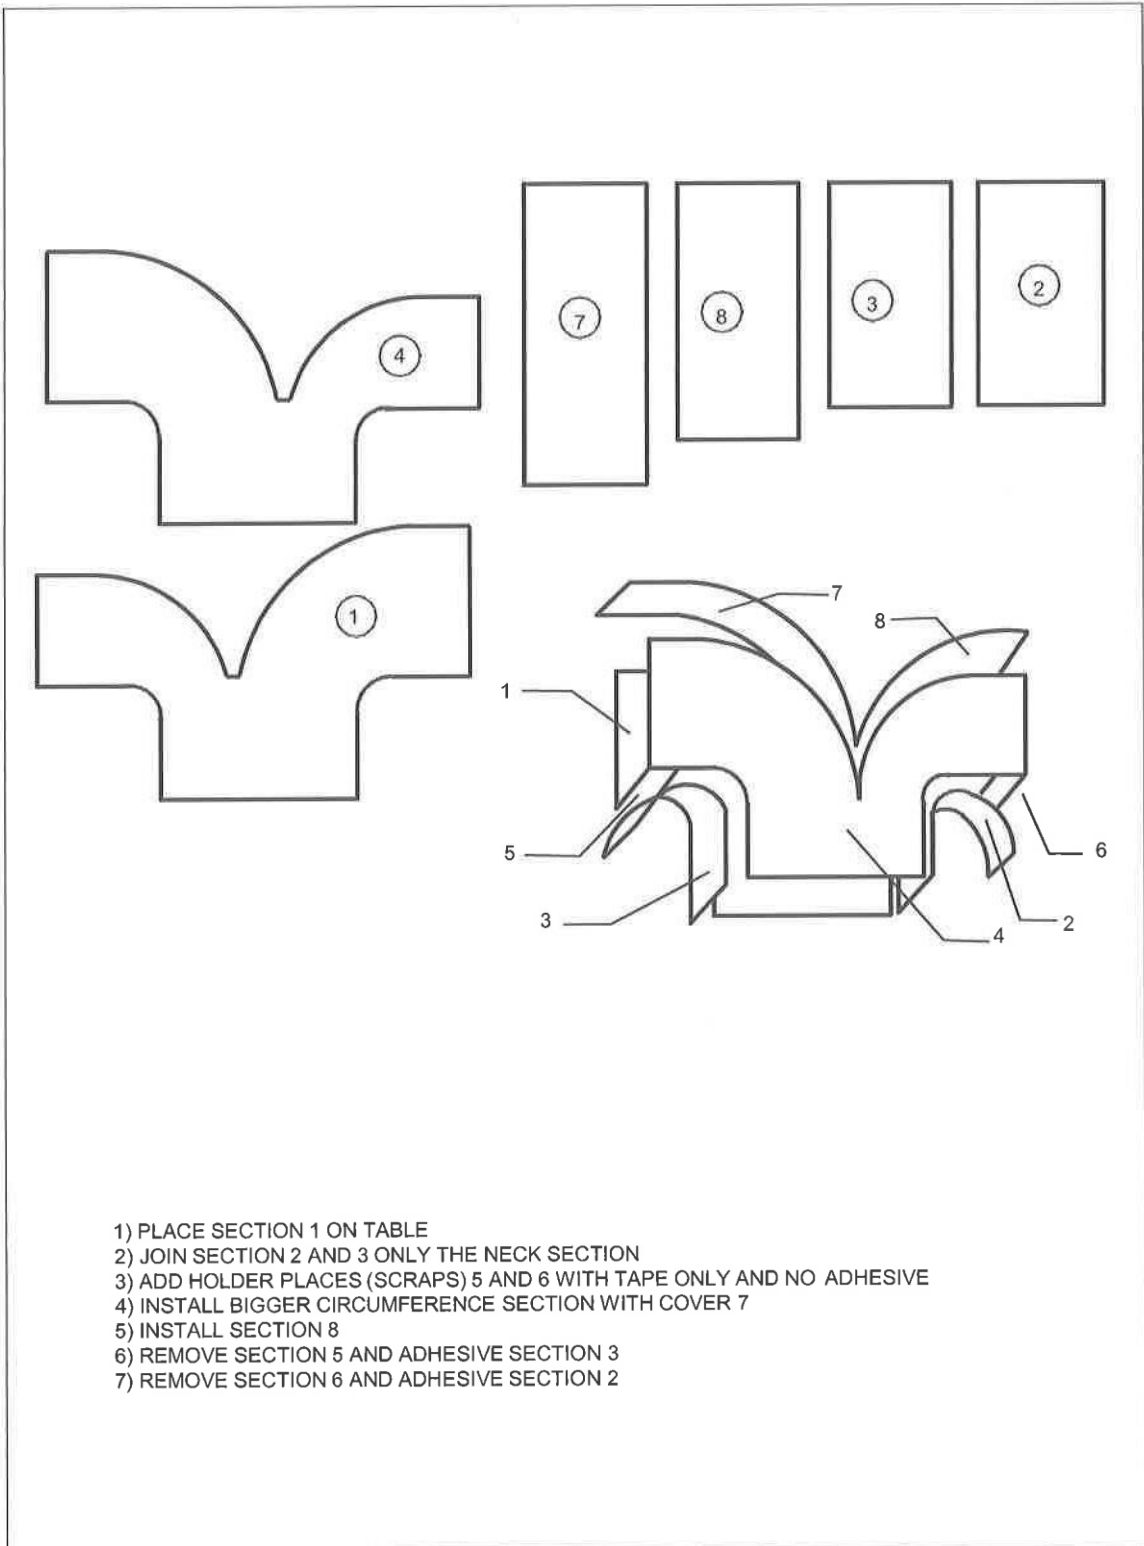 7
8
3
2
4
1
7
8
1
5
6
3
2
4
1) PLACE SECTION 1 ON TABLE
2) JOIN SECTION 2 AND 3 ONLY THE NECK SECTION
3) ADD HOLDER PLACES (SCRAPS) 5 AND 6 WITH TAPE ONLY AND NO ADHESIVE
4) INSTALL BIGGER CIRCUMFERENCE SECTION WITH COVER 7
5) INSTALL SECTION 8
6) REMOVE SECTION 5 AND ADHESIVE SECTION 3
7) REMOVE SECTION 6 AND ADHESIVE SECTION 2